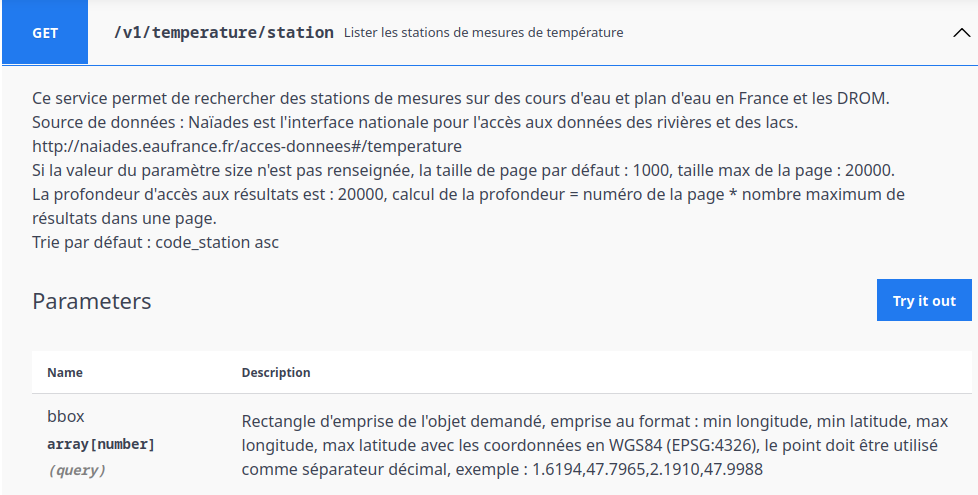 GET /v1/temperature/station Lister les stations de mesures de température
Ce service permet de rechercher des stations de mesures sur des cours d'eau et plan d'eau en France et les DROM.
Source de données : Naïades est l'interface nationale pour l'accès aux données des rivières et des lacs.
http://naiades.eaufrance.fr/acces-donnees#/temperature
Si la valeur du paramètre size n'est pas renseignée, la taille de page par défaut : 1000, taille max de la page : 20000.
La profondeur d'accès aux résultats est : 20000, calcul de la profondeur = numéro de la page * nombre maximum de
résultats dans une page.
Trie par défaut : code_station asc
Parameters
Try it out
Name Description
bbox
array[number]
(query)
Rectangle d'emprise de l'objet demandé, emprise au format : min longitude, min latitude, max
longitude, max latitude avec les coordonnées en WGS84 (EPSG:4326), le point doit être utilisé
comme séparateur décimal, exemple : 1.6194,47.7965,2.1910,47.9988